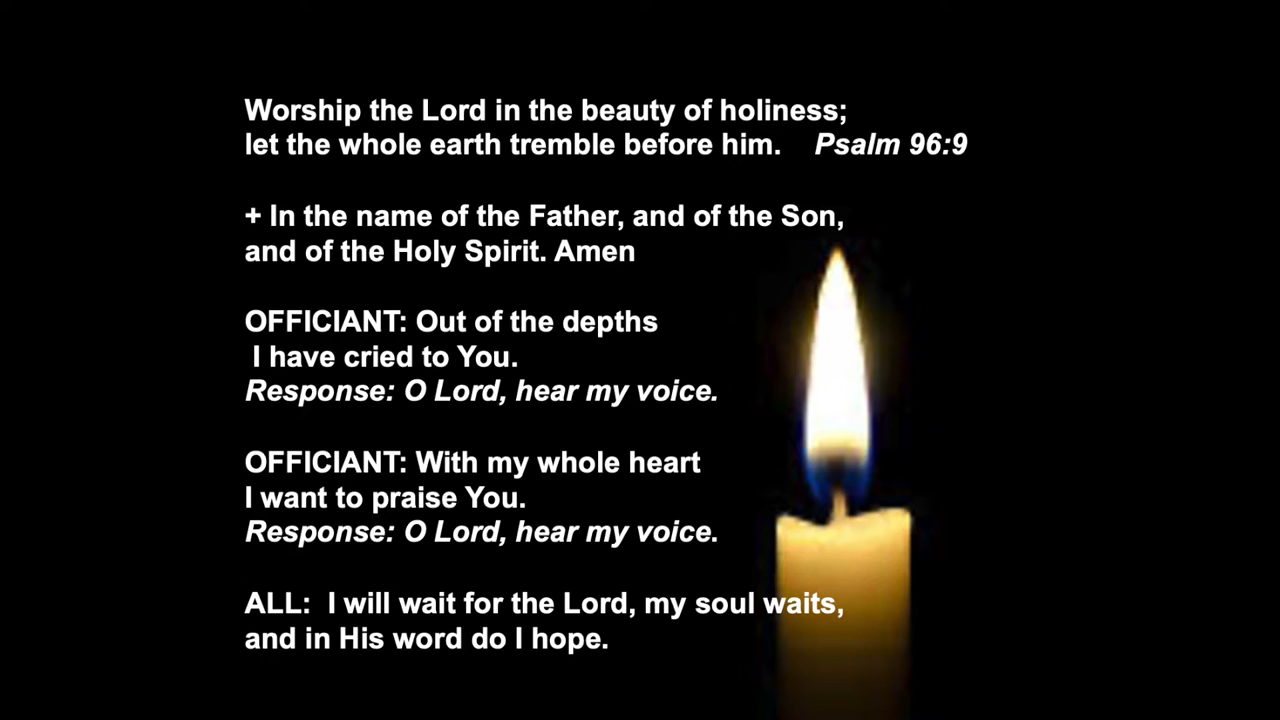 Worship the Lord in the beauty of holiness;
let the whole earth tremble before him. Psalm 96:9
+ In the name of the Father, and of the Son,
and of the Holy Spirit. Amen
OFFICIANT: Out of the depths
I have cried to You.
Response: O Lord, hear my voice.
OFFICIANT: With my whole heart
I want to praise You.
Response: O Lord, hear my voice.
ALL: I will wait for the Lord, my soul waits,
and in His word do I hope.